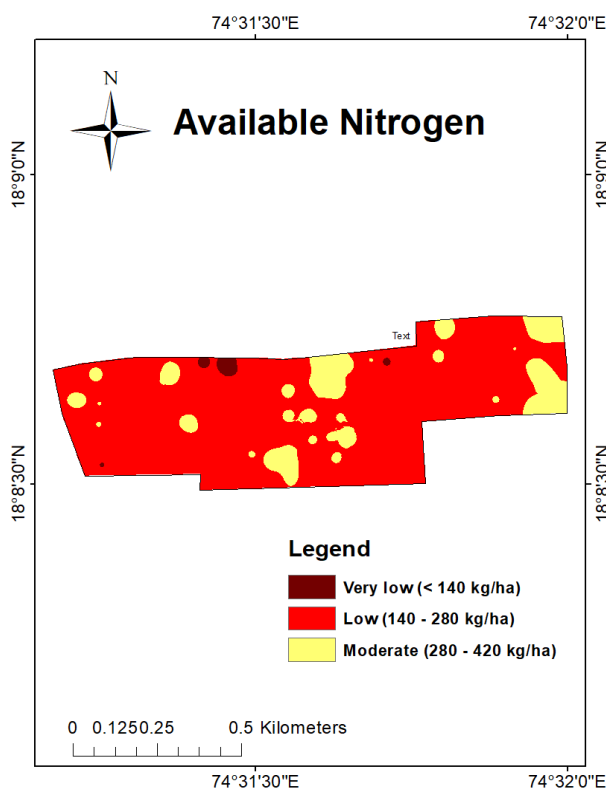 74°31'30"E 74°32'0"E
N
Available Nitrogen
18°9'0"N 18°9'0"N
Text
18°8'30"N 18°8'30"N
Legend
Very low (< 140 kg/ha)
Low (140 - 280 kg/ha)
Moderate (280 - 420 kg/ha)
0 0.1250.25 0.5 Kilometers
74°31'30"E 74°32'0"E